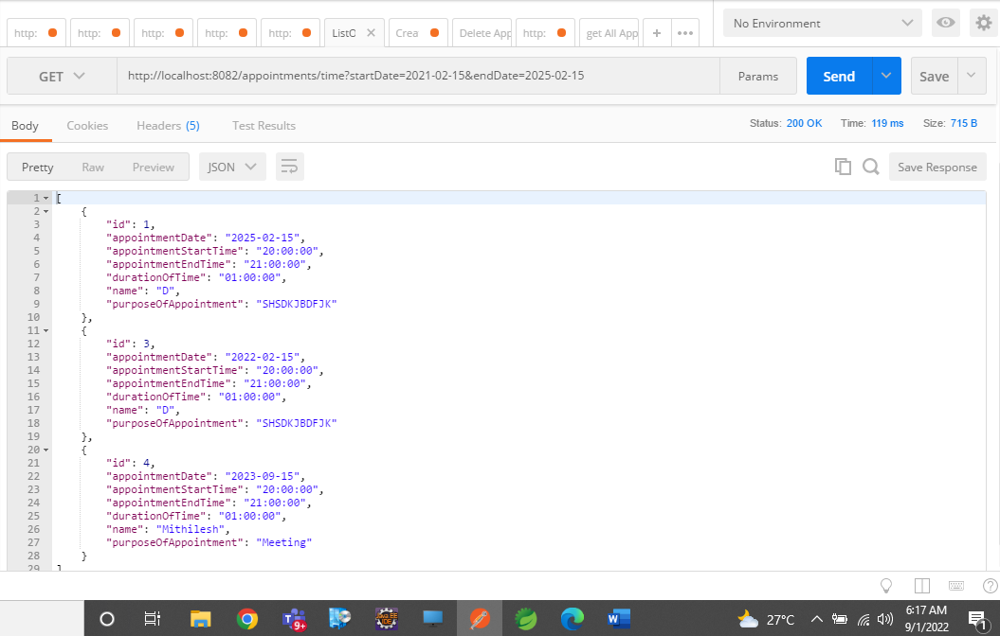 http: http: http: http: http: ListO Crea Delete App http: get All App + ••• No Environment
GET http://localhost:8082/appointments/time?startDate=2021-02-15&endDate=2025-02-15 Params Send Save
Body Cookies Headers (5) Test Results Status: 200 OK Time: 119 ms Size: 715 B
Pretty Raw Preview JSON Save Response
1 [
2 {
3 "id": 1,
4 "appointmentDate": "2025-02-15",
5 "appointmentStartTime": "20:00:00",
6 "appointmentEndTime": "21:00:00",
7 "durationOfTime": "01:00:00",
8 "name": "D",
9 "purposeOfAppointment": "SHSDKJBDFJK"
10 },
11 {
12 "id": 3,
13 "appointmentDate": "2022-02-15",
14 "appointmentStartTime": "20:00:00",
15 "appointmentEndTime": "21:00:00",
16 "durationOfTime": "01:00:00",
17 "name": "D",
18 "purposeOfAppointment": "SHSDKJBDFJK"
19 },
20 {
21 "id": 4,
22 "appointmentDate": "2023-09-15",
23 "appointmentStartTime": "20:00:00",
24 "appointmentEndTime": "21:00:00",
25 "durationOfTime": "01:00:00",
26 "name": "Mithilesh",
27 "purposeOfAppointment": "Meeting"
28 }
29 ]
9+ W 27°C 6:17 AM
9/1/2022 1